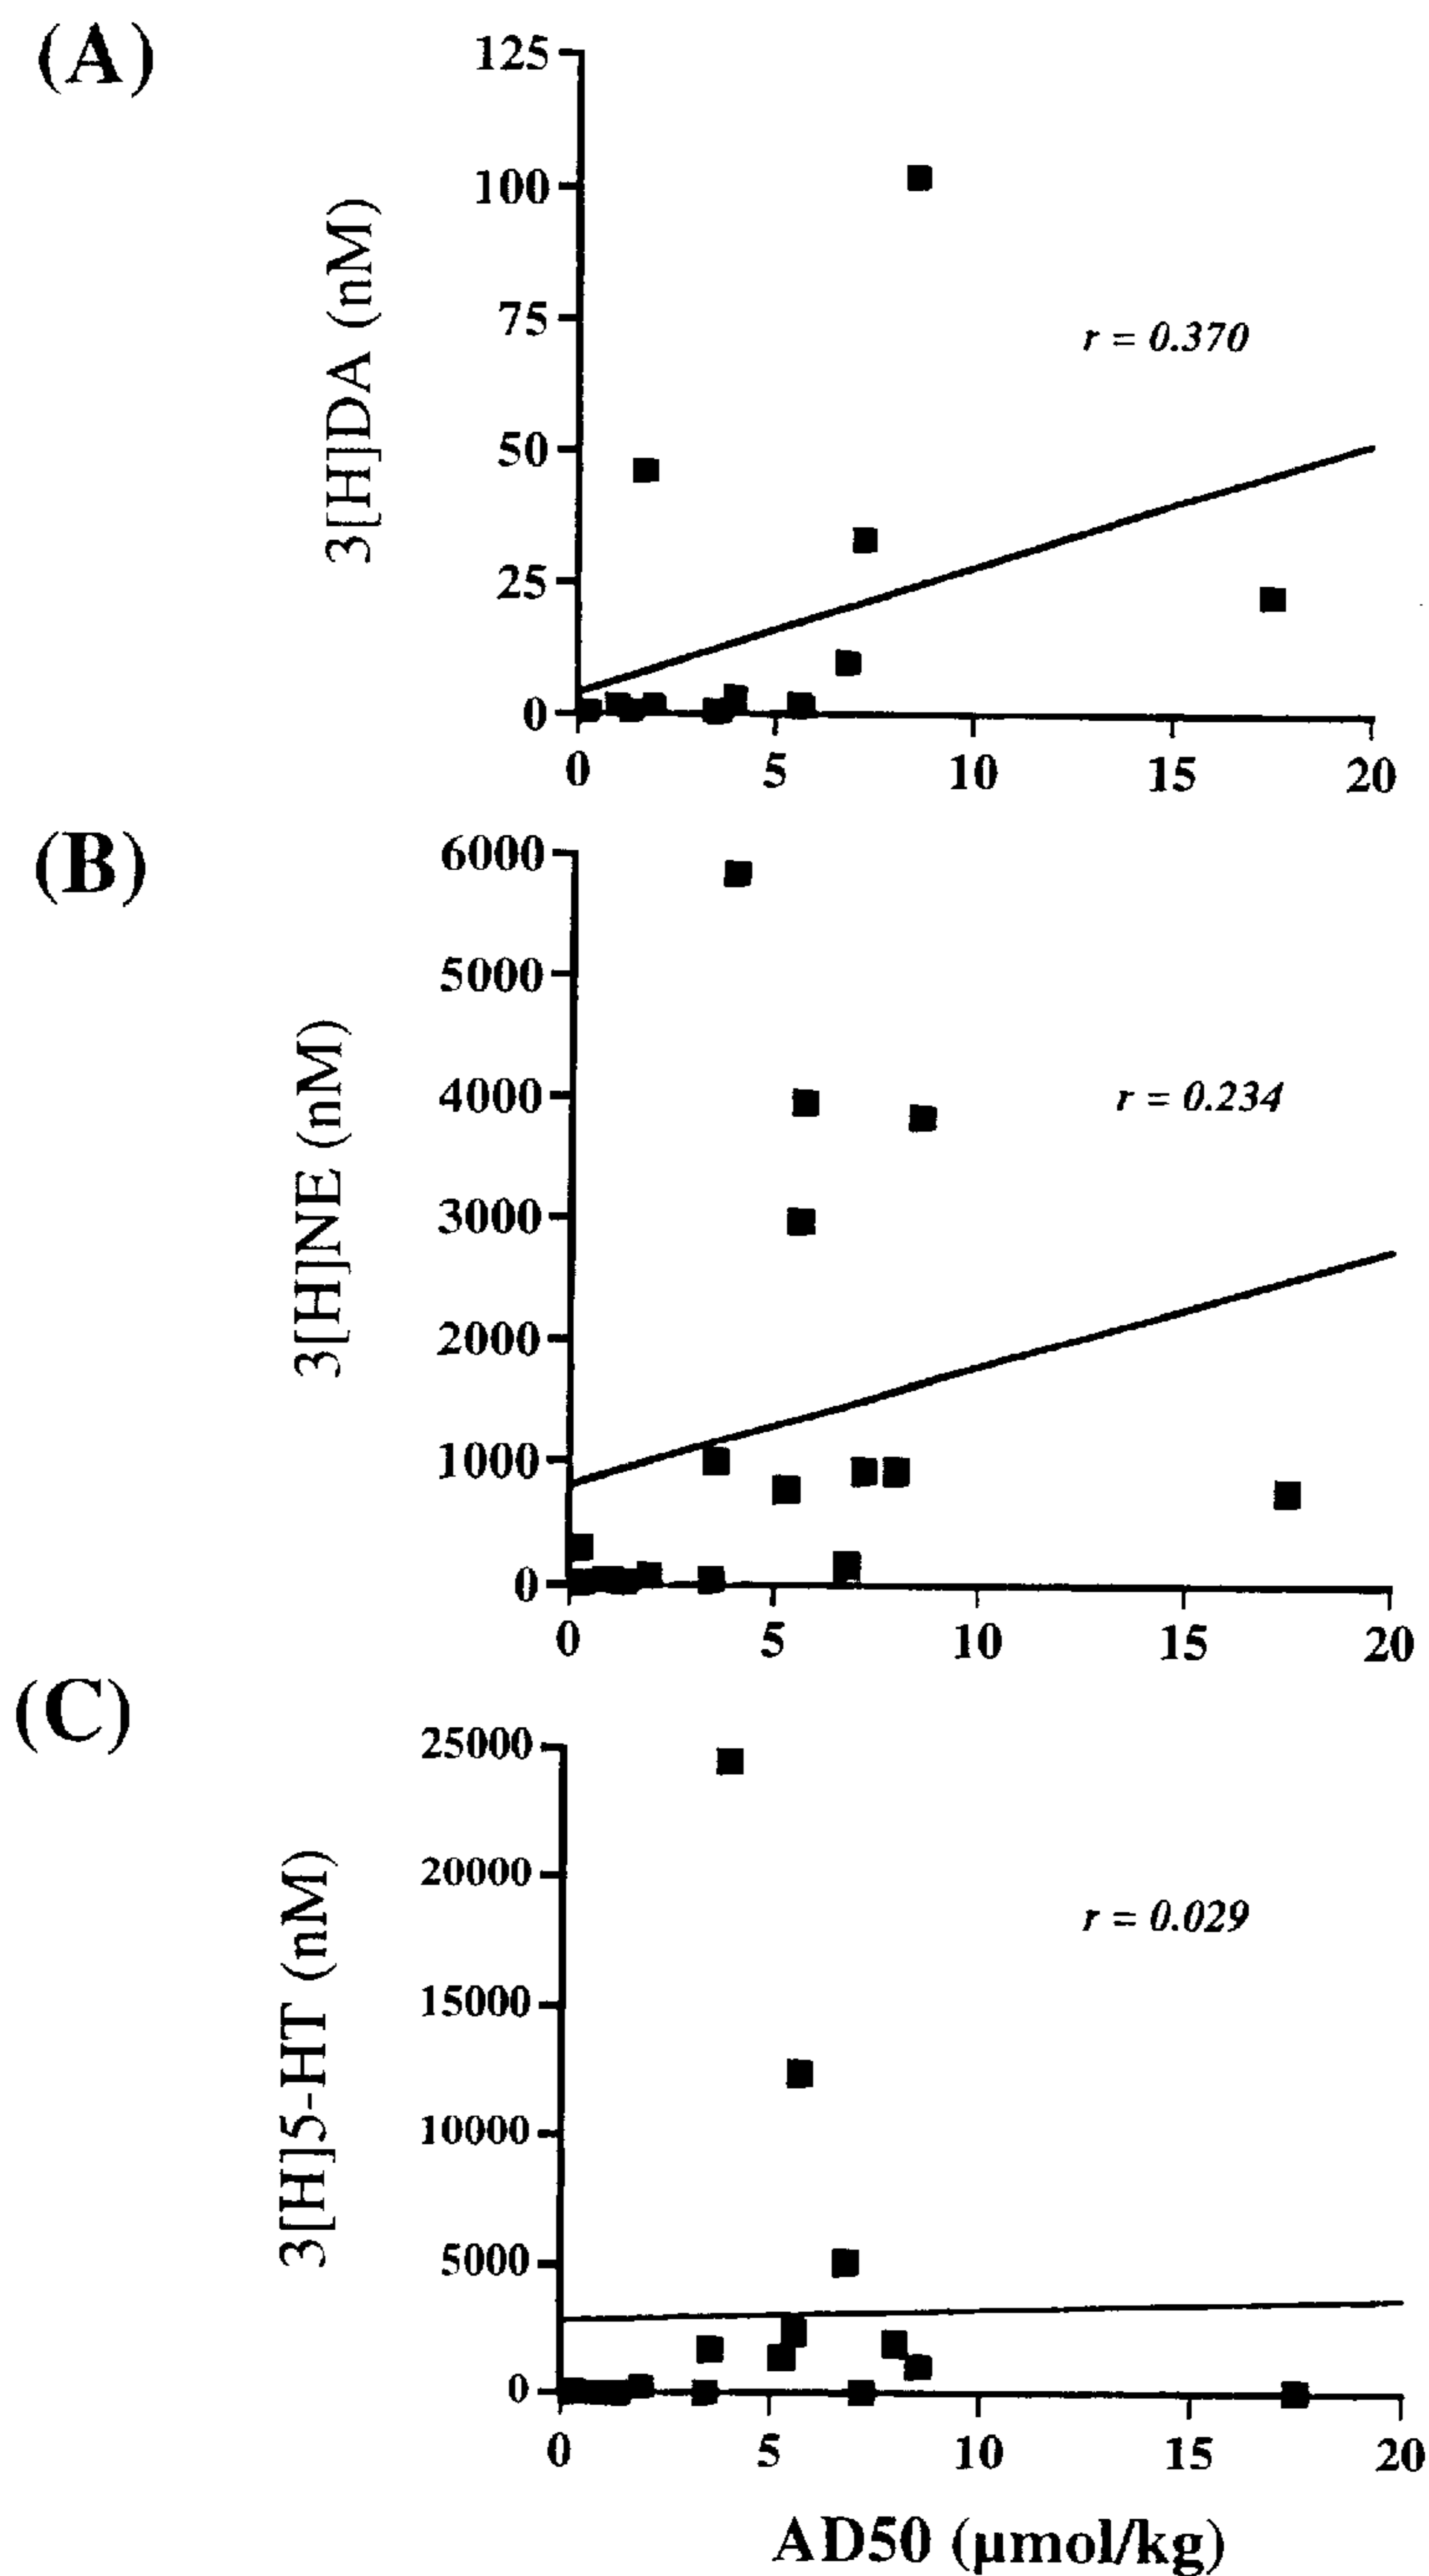 (A)
3[H]DA (nM)
125
100
75
50
25
0
r = 0.370
0 5 10 15 20
(B)
3[H]NE (nM)
6000
5000
4000
3000
2000
1000
0
r = 0.234
0 5 10 15 20
(C)
3[H]5-HT (nM)
25000
20000
15000
10000
5000
0
r = 0.029
0 5 10 15 20
AD50 (µmol/kg)